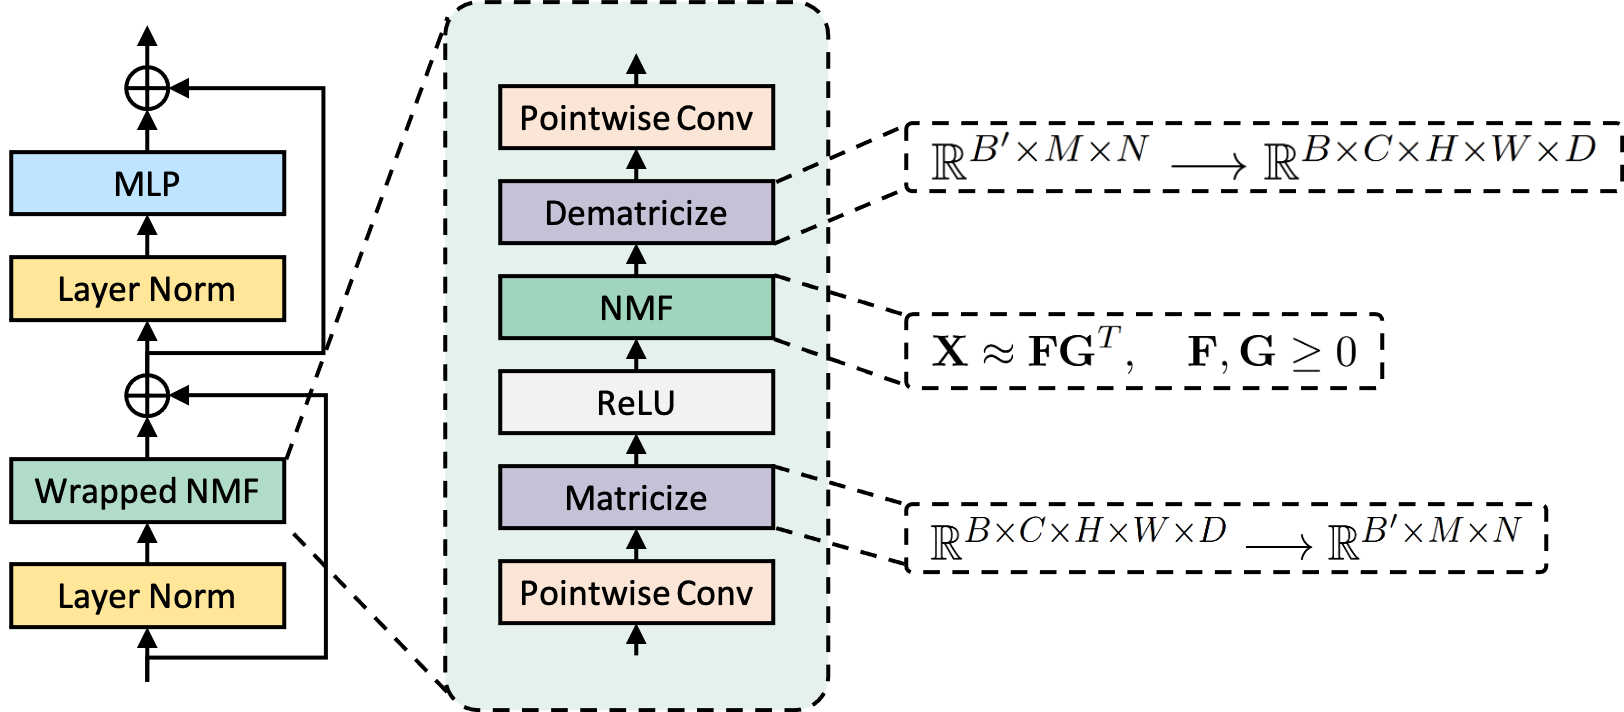 MLP
Layer Norm
Wrapped NMF
Layer Norm
Pointwise Conv
Dematricize
NMF
ReLU
Matricize
Pointwise Conv
ℝ^{B′×M×N} ⟶ ℝ^{B×C×H×W×D}
𝐗 ≈ 𝐅𝐆^T, 𝐅, 𝐆 ≥ 0
ℝ^{B×C×H×W×D} ⟶ ℝ^{B′×M×N}